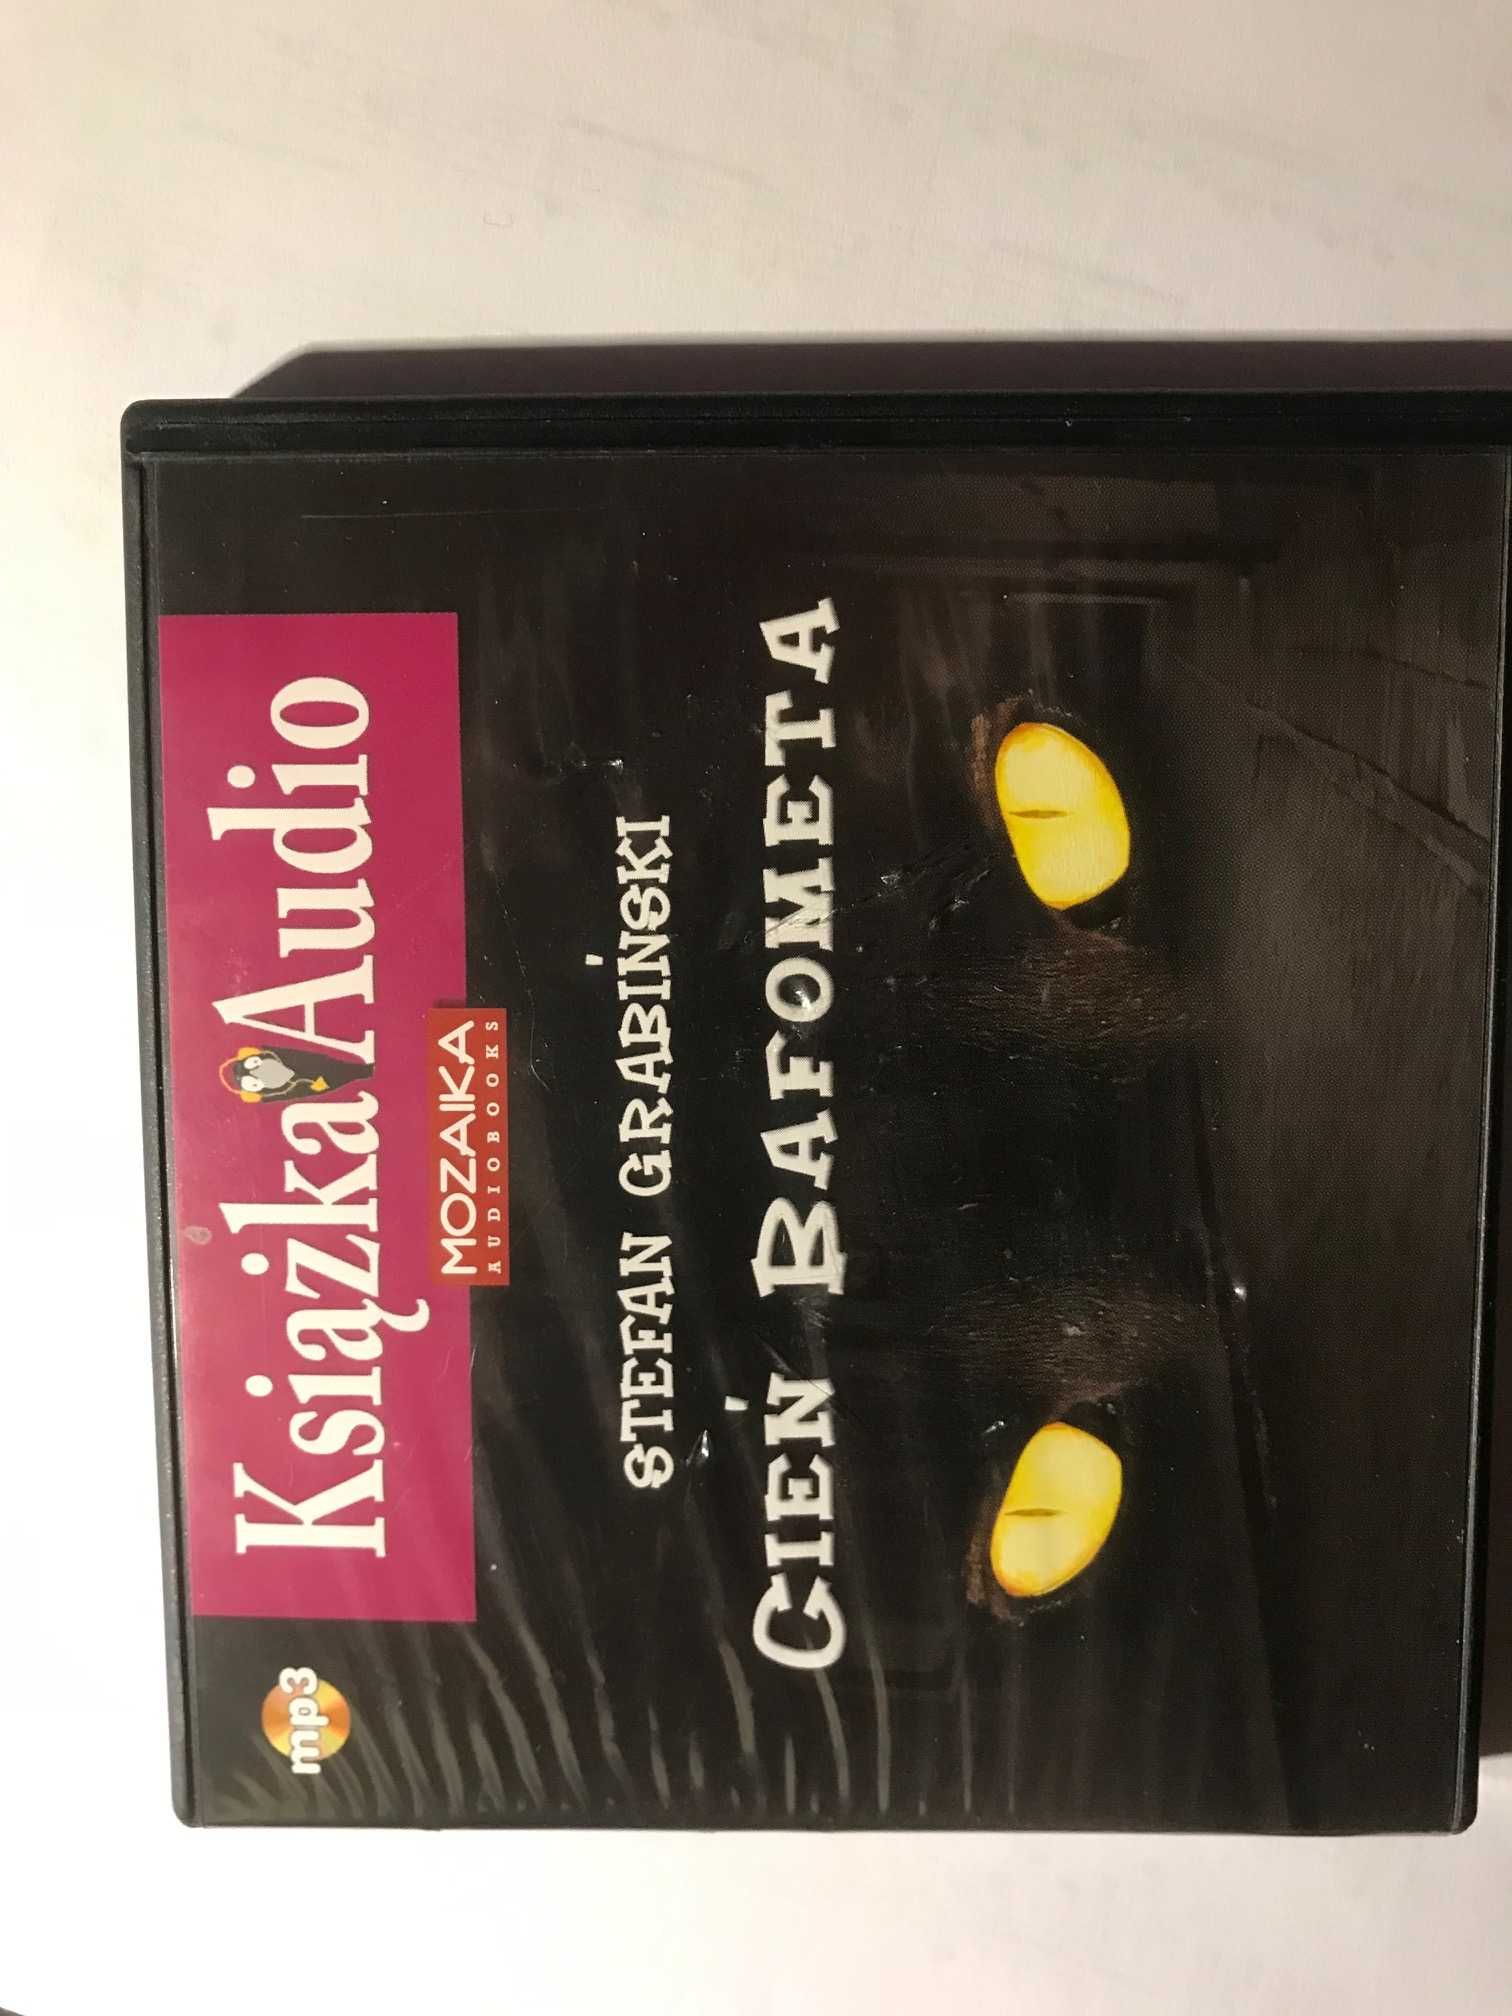 mp3
KsiążkaAudio
MOZAIKA
AUDIOBOOKS
STEFAN GRABIŃSKI
CIEŃ BAFOMETA